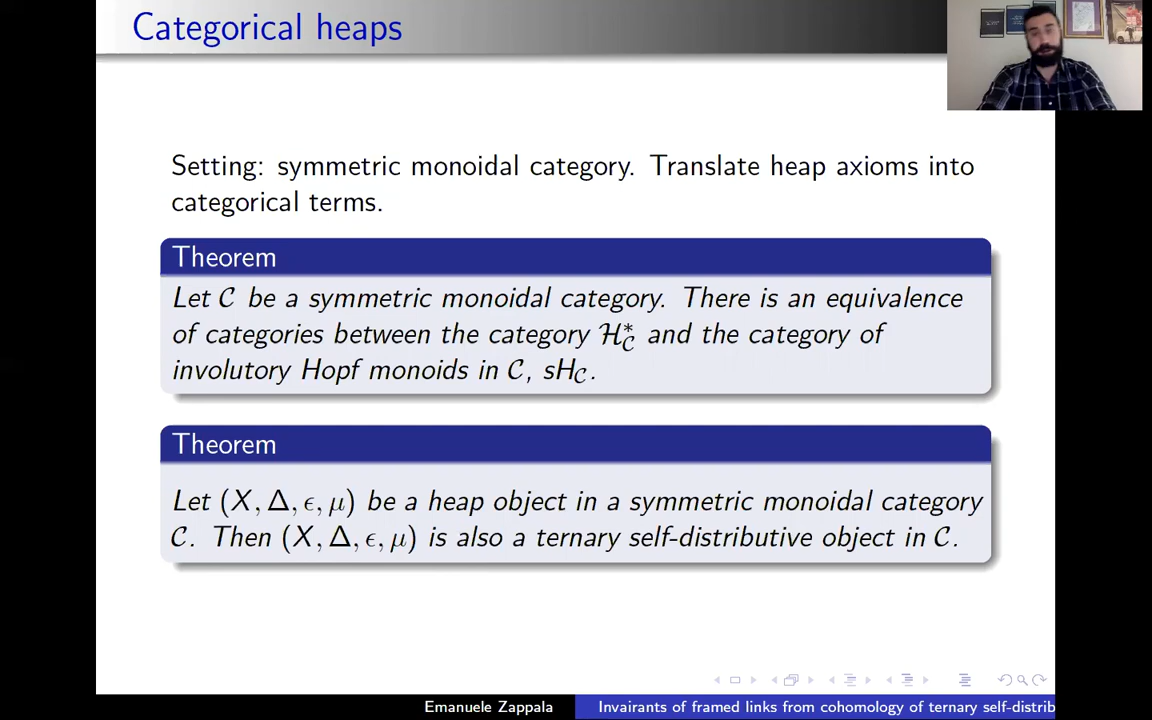 Categorical heaps
Setting: symmetric monoidal category. Translate heap axioms into
categorical terms.
Theorem
Let 𝒞 be a symmetric monoidal category. There is an equivalence
of categories between the category ℋ*_𝒞 and the category of
involutory Hopf monoids in 𝒞, sH_𝒞.
Theorem
Let (X, Δ, ϵ, μ) be a heap object in a symmetric monoidal category
𝒞. Then (X, Δ, ϵ, μ) is also a ternary self-distributive object in 𝒞.
Emanuele Zappala
Invairants of framed links from cohomology of ternary self-distrib